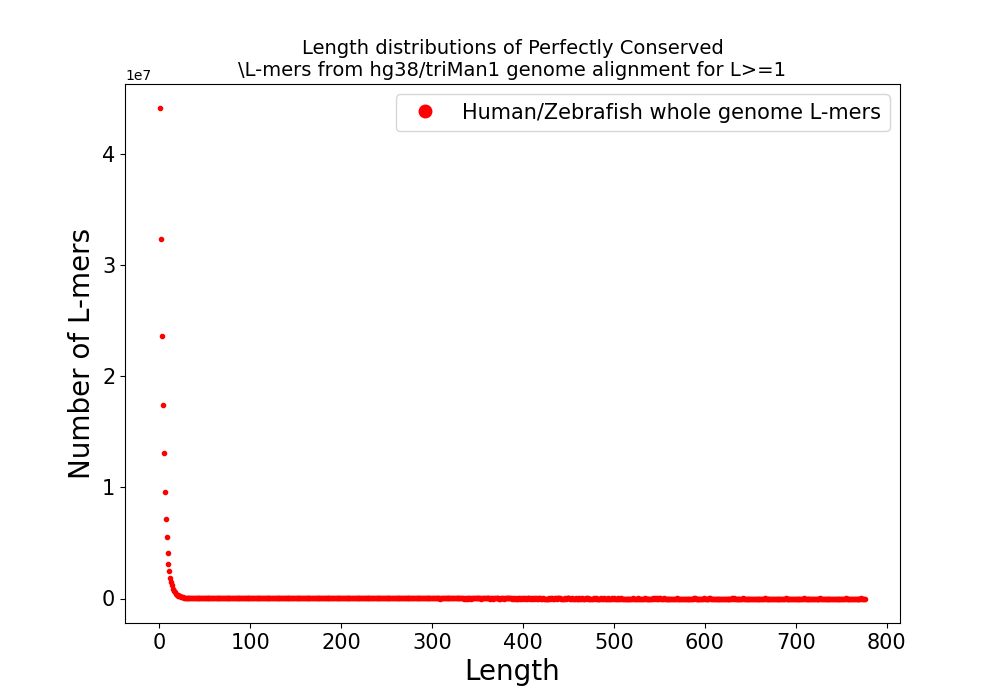 Length distributions of Perfectly Conserved
\L-mers from hg38/triMan1 genome alignment for L>=1
1e7
Human/Zebrafish whole genome L-mers
4
3
2
1
0
Number of L-mers
0 100 200 300 400 500 600 700 800
Length